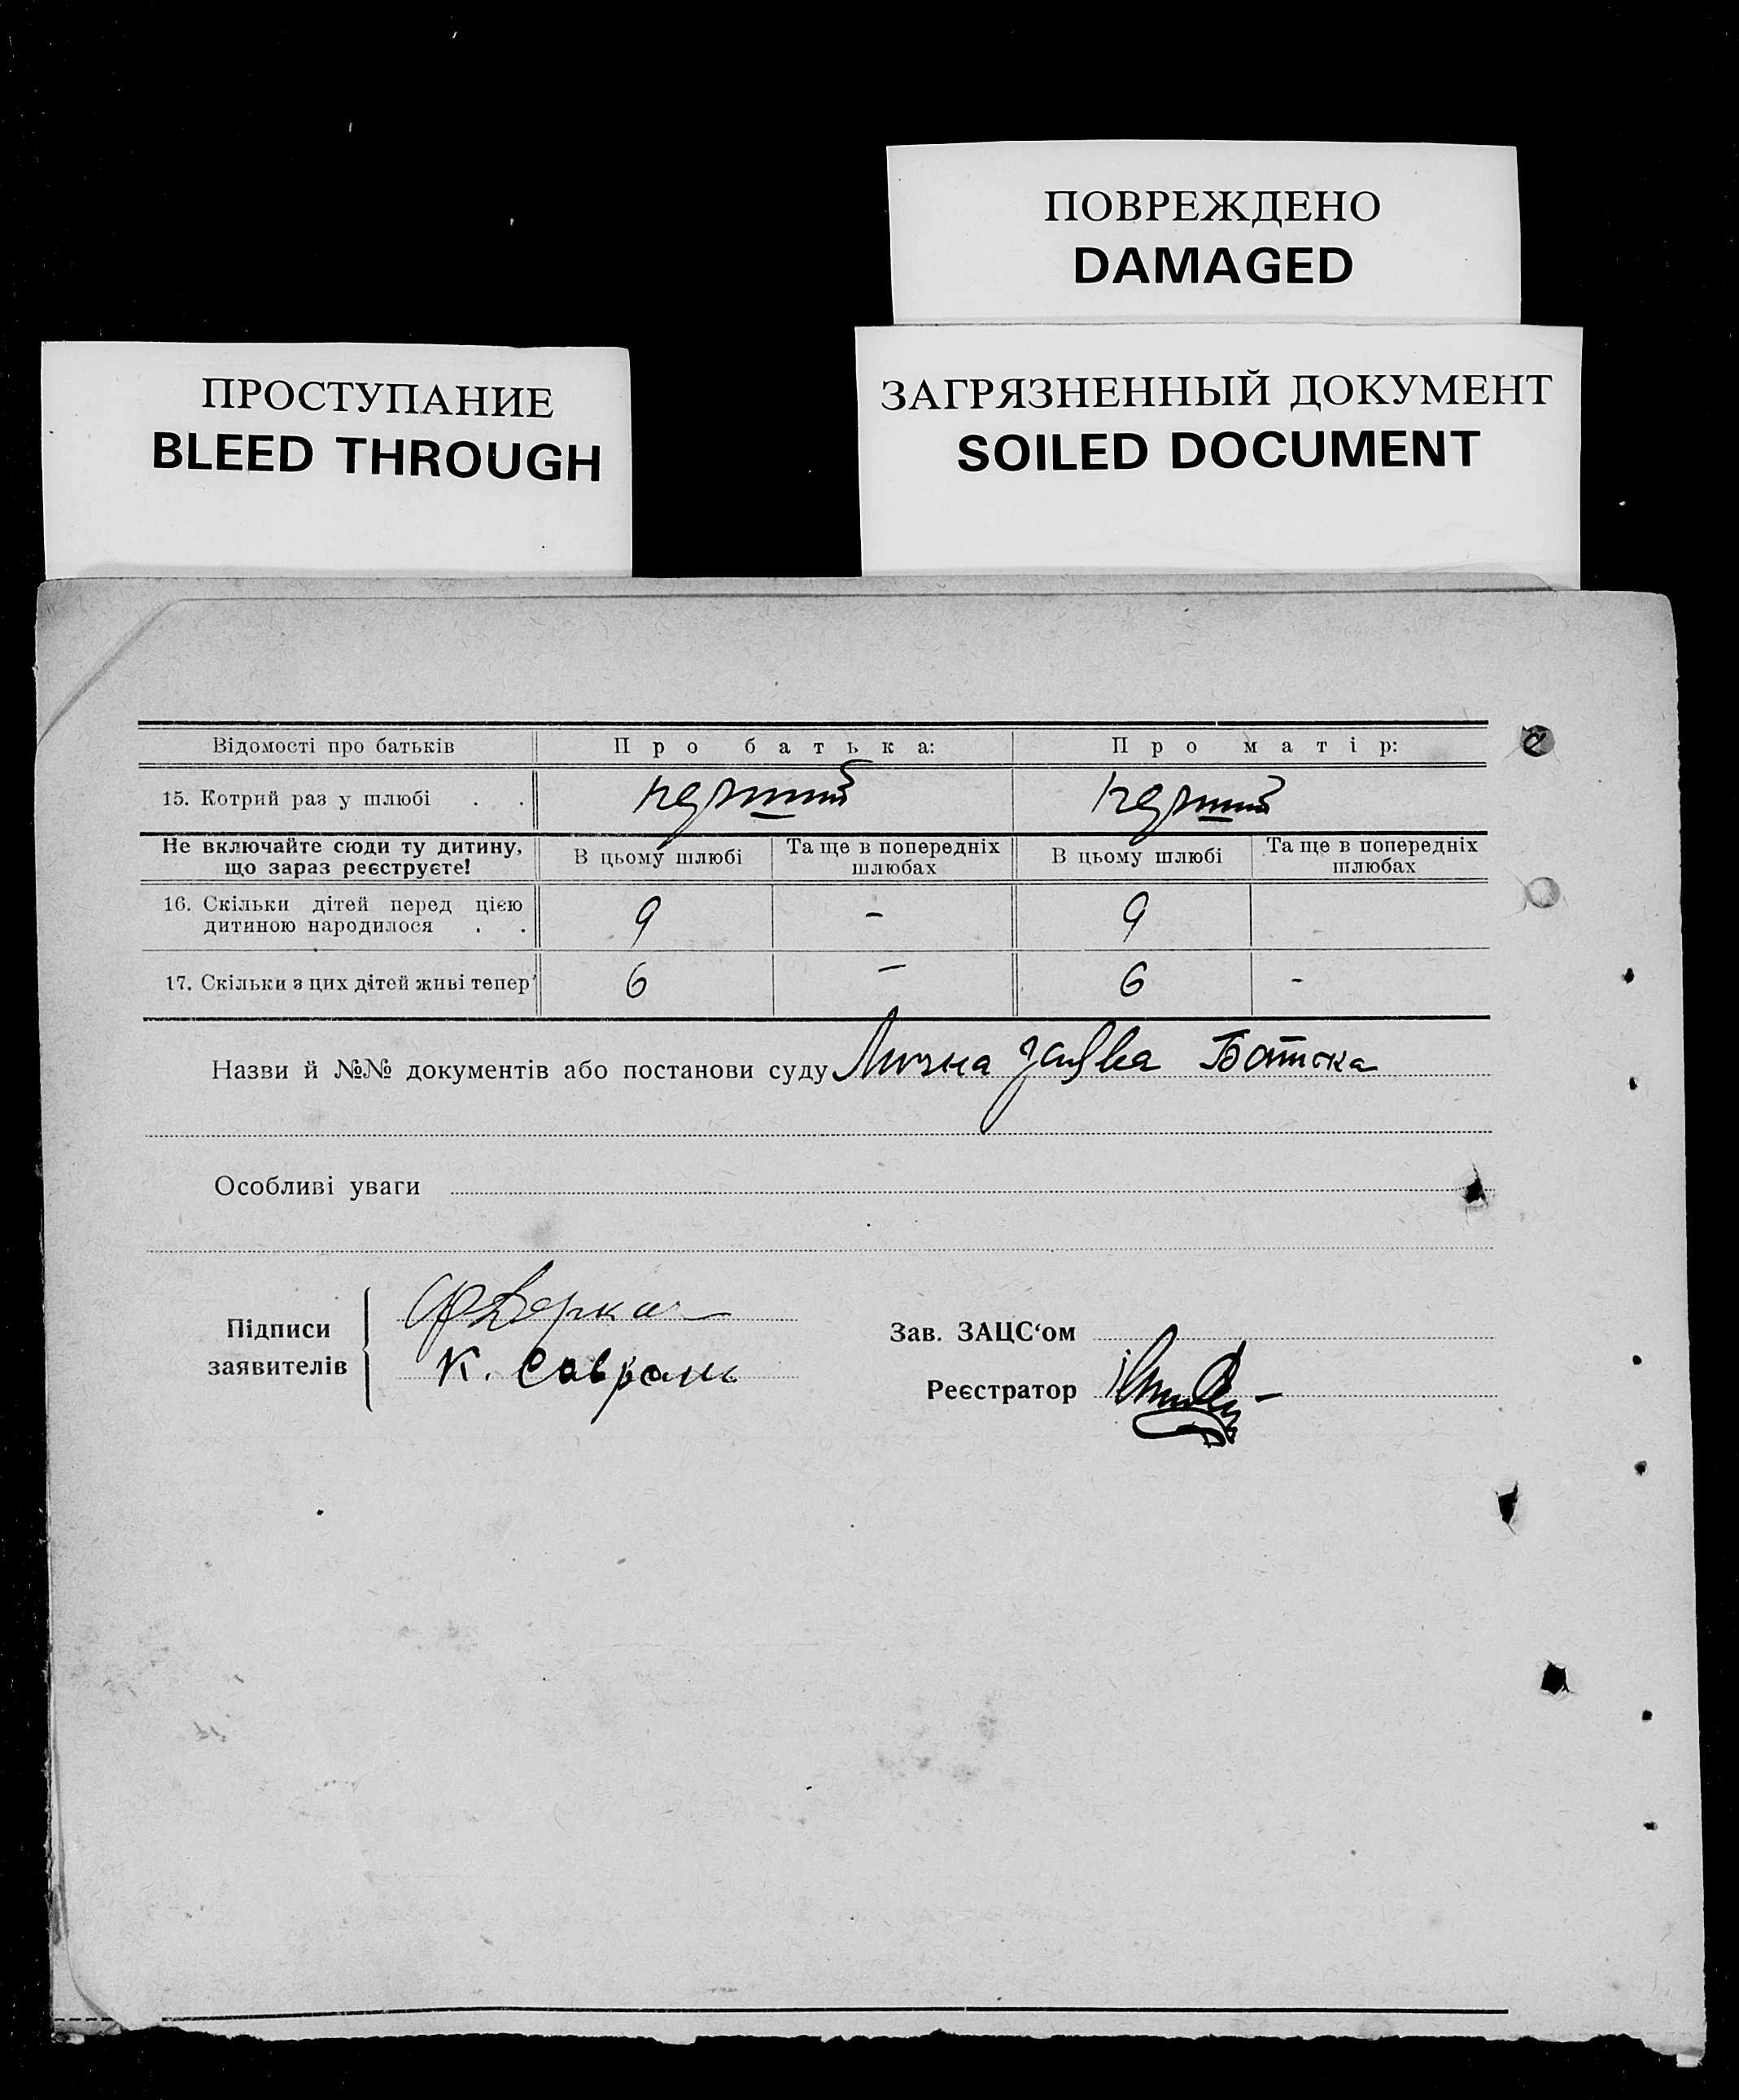 ПОВРЕЖДЕНО
DAMAGED
ПРОСТУПАНИЕ
BLEED THROUGH
ЗАГРЯЗНЕННЫЙ ДОКУМЕНТ
SOILED DOCUMENT
Відомості про батьків Про батька: Про матір:
15. Котрий раз у шлюбі . . перший перший
Не включайте сюди ту дитину, що зараз реєструєте! В цьому шлюбі Та ще в попередніх шлюбах В цьому шлюбі Та ще в попередніх шлюбах
16. Скільки дітей перед цією
дитиною народилося . . 9 - 9
17. Скільки з цих дітей живі тепер 6 - 6 -
Назви й №№ документів або постанови суду Лична заявка Батька
Особливі уваги
Підписи
заявителів
К.
Зав. ЗАЦС‘ом
Реєстратор